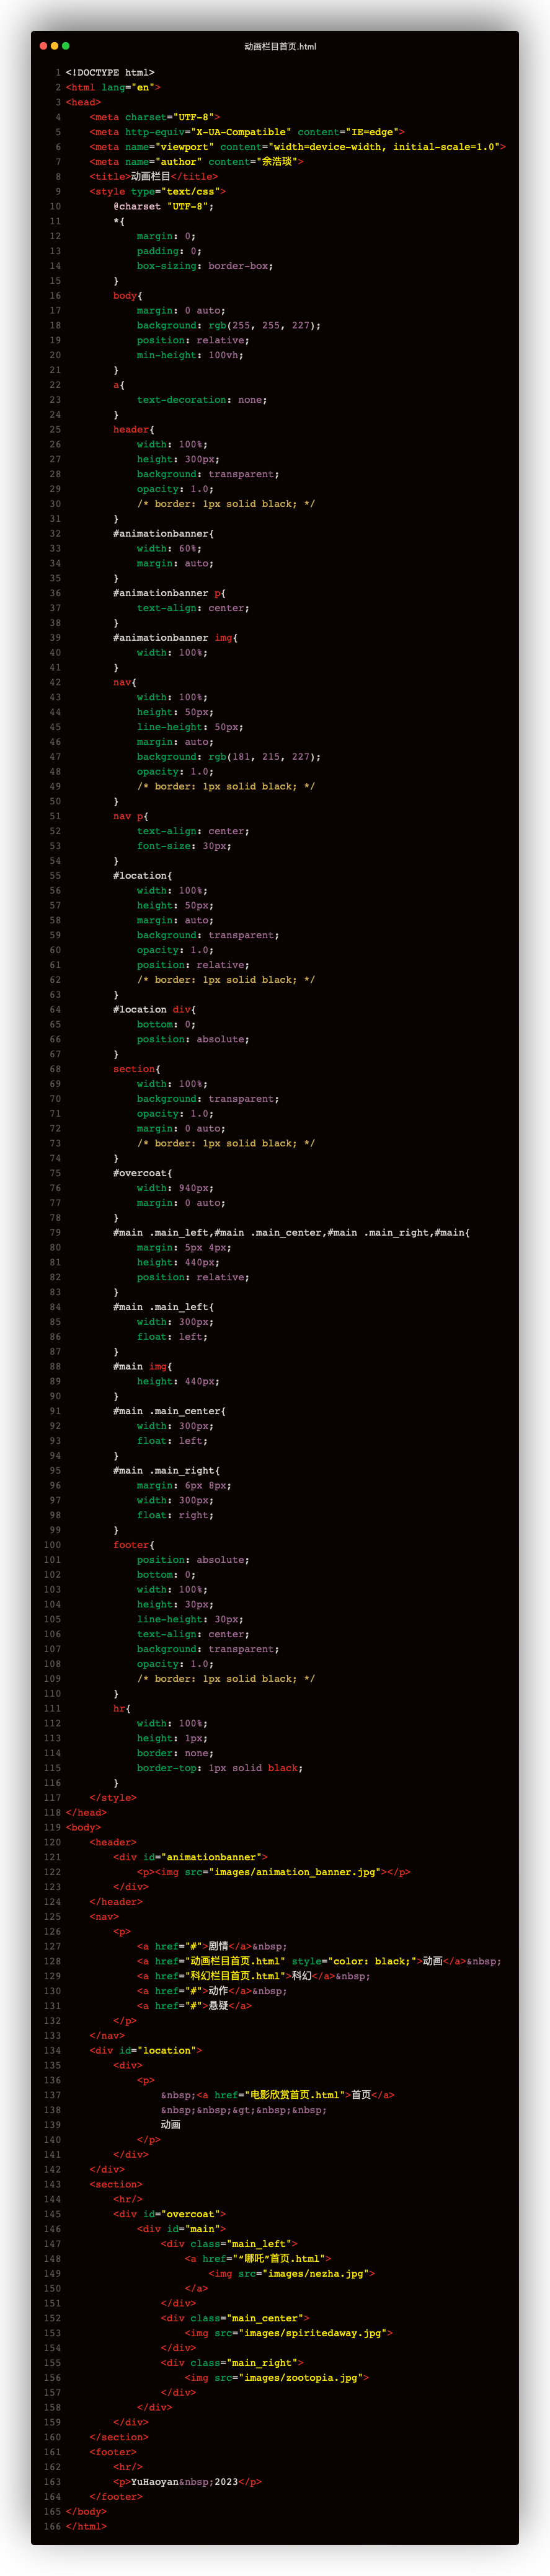 动画栏目首页.html
1 <!DOCTYPE html>
2 <html lang="en">
3 <head>
4     <meta charset="UTF-8">
5     <meta http-equiv="X-UA-Compatible" content="IE=edge">
6     <meta name="viewport" content="width=device-width, initial-scale=1.0">
7     <meta name="author" content="余浩琰">
8     <title>动画栏目</title>
9     <style type="text/css">
10         @charset "UTF-8";
11         *{
12             margin: 0;
13             padding: 0;
14             box-sizing: border-box;
15         }
16         body{
17             margin: 0 auto;
18             background: rgb(255, 255, 227);
19             position: relative;
20             min-height: 100vh;
21         }
22         a{
23             text-decoration: none;
24         }
25         header{
26             width: 100%;
27             height: 300px;
28             background: transparent;
29             opacity: 1.0;
30             /* border: 1px solid black; */
31         }
32         #animationbanner{
33             width: 60%;
34             margin: auto;
35         }
36         #animationbanner p{
37             text-align: center;
38         }
39         #animationbanner img{
40             width: 100%;
41         }
42         nav{
43             width: 100%;
44             height: 50px;
45             line-height: 50px;
46             margin: auto;
47             background: rgb(181, 215, 227);
48             opacity: 1.0;
49             /* border: 1px solid black; */
50         }
51         nav p{
52             text-align: center;
53             font-size: 30px;
54         }
55         #location{
56             width: 100%;
57             height: 50px;
58             margin: auto;
59             background: transparent;
60             opacity: 1.0;
61             position: relative;
62             /* border: 1px solid black; */
63         }
64         #location div{
65             bottom: 0;
66             position: absolute;
67         }
68         section{
69             width: 100%;
70             background: transparent;
71             opacity: 1.0;
72             margin: 0 auto;
73             /* border: 1px solid black; */
74         }
75         #overcoat{
76             width: 940px;
77             margin: 0 auto;
78         }
79         #main .main_left,#main .main_center,#main .main_right,#main{
80             margin: 5px 4px;
81             height: 440px;
82             position: relative;
83         }
84         #main .main_left{
85             width: 300px;
86             float: left;
87         }
88         #main img{
89             height: 440px;
90         }
91         #main .main_center{
92             width: 300px;
93             float: left;
94         }
95         #main .main_right{
96             margin: 6px 8px;
97             width: 300px;
98             float: right;
99         }
100         footer{
101             position: absolute;
102             bottom: 0;
103             width: 100%;
104             height: 30px;
105             line-height: 30px;
106             text-align: center;
107             background: transparent;
108             opacity: 1.0;
109             /* border: 1px solid black; */
110         }
111         hr{
112             width: 100%;
113             height: 1px;
114             border: none;
115             border-top: 1px solid black;
116         }
117     </style>
118 </head>
119 <body>
120     <header>
121         <div id="animationbanner">
122             <p><img src="images/animation_banner.jpg"></p>
123         </div>
124     </header>
125     <nav>
126         <p>
127             <a href="#">剧情</a>&nbsp;
128             <a href="动画栏目首页.html" style="color: black;">动画</a>&nbsp;
129             <a href="科幻栏目首页.html">科幻</a>&nbsp;
130             <a href="#">动作</a>&nbsp;
131             <a href="#">悬疑</a>
132         </p>
133     </nav>
134     <div id="location">
135         <div>
136             <p>
137                 &nbsp;<a href="电影欣赏首页.html">首页</a>
138                 &nbsp;&nbsp;&gt;&nbsp;&nbsp;
139                 动画
140             </p>
141         </div>
142     </div>
143     <section>
144         <hr/>
145         <div id="overcoat">
146             <div id="main">
147                 <div class="main_left">
148                     <a href="“哪吒”首页.html">
149                         <img src="images/nezha.jpg">
150                     </a>
151                 </div>
152                 <div class="main_center">
153                     <img src="images/spiritedaway.jpg">
154                 </div>
155                 <div class="main_right">
156                     <img src="images/zootopia.jpg">
157                 </div>
158             </div>
159         </div>
160     </section>
161     <footer>
162         <hr/>
163         <p>YuHaoyan&nbsp;2023</p>
164     </footer>
165 </body>
166 </html>